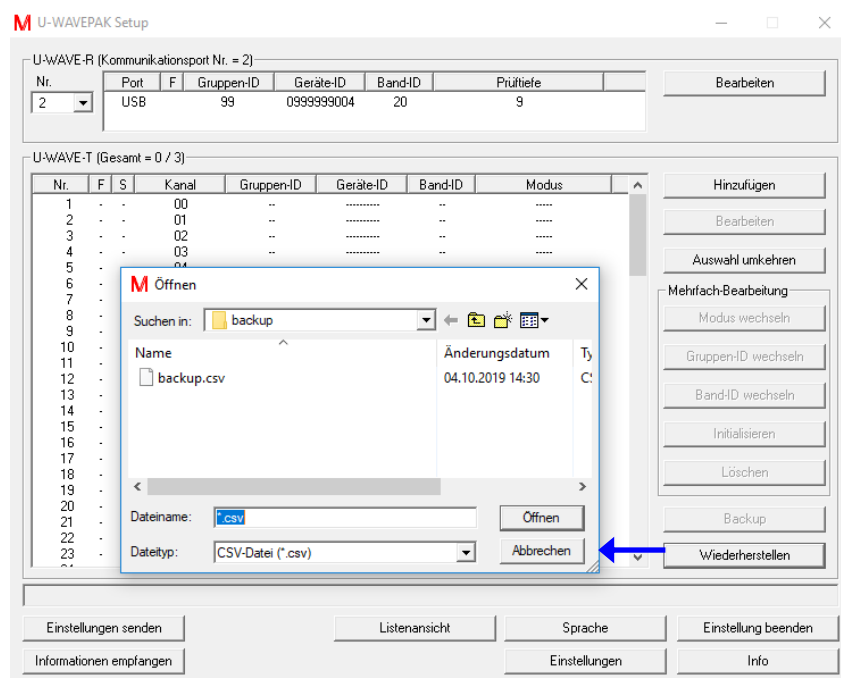 U-WAVEPAK Setup
U-WAVE-R (Kommunikationsport Nr. = 2)
Nr. Port F Gruppen-ID Geräte-ID Band-ID Prüftiefe Bearbeiten
2 USB 99 0999999004 20 9
U-WAVE-T (Gesamt = 0 / 3)
Nr. F S Kanal Gruppen-ID Geräte-ID Band-ID Modus Hinzufügen
1 - - 00 -- ---------- -- -----
2 - - 01 -- ---------- -- ----- Bearbeiten
3 - - 02 -- ---------- -- -----
4 - - 03 -- ---------- -- ----- Auswahl umkehren
5 -
6 - Öffnen Mehrfach-Bearbeitung
7 -
8 - Suchen in: backup Modus wechseln
9 -
10 - Name Änderungsdatum
11 - Gruppen-ID wechseln
12 - backup.csv 04.10.2019 14:30
13 - Band-ID wechseln
14 -
15 - Initialisieren
16 -
17 -
18 - Löschen
19 -
20 - Dateiname: *.csv Öffnen
21 - Backup
22 -
23 - Dateityp: CSV-Datei (*.csv) Abbrechen Wiederherstellen
Einstellungen senden Listenansicht Sprache Einstellung beenden
Informationen empfangen Einstellungen Info